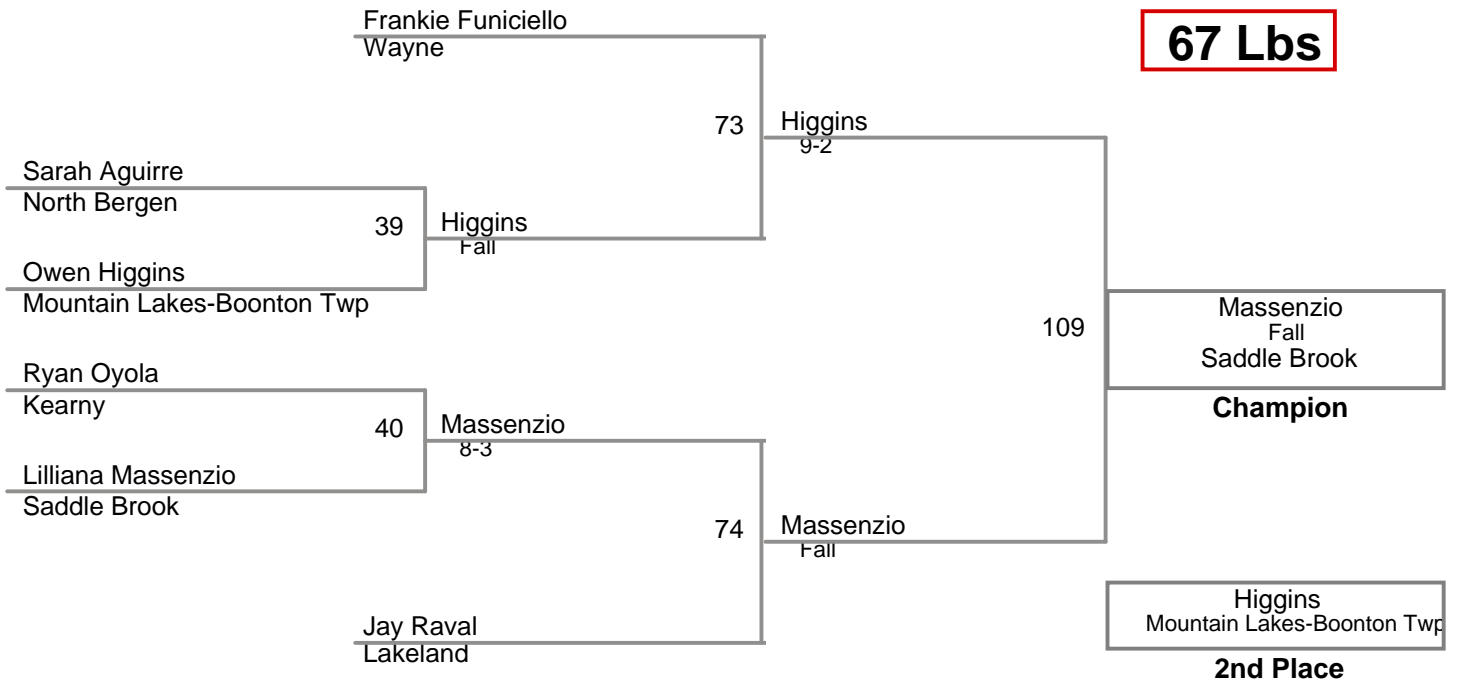 Frankie Funiciello
Wayne
67 Lbs
73
Higgins
9-2
Sarah Aguirre
North Bergen
39
Higgins
Fall
Owen Higgins
Mountain Lakes-Boonton Twp
109
Massenzio
Fall
Saddle Brook
Champion
Ryan Oyola
Kearny
40
Massenzio
8-3
Lilliana Massenzio
Saddle Brook
74
Massenzio
Fall
Jay Raval
Lakeland
Higgins
Mountain Lakes-Boonton Twp
2nd Place